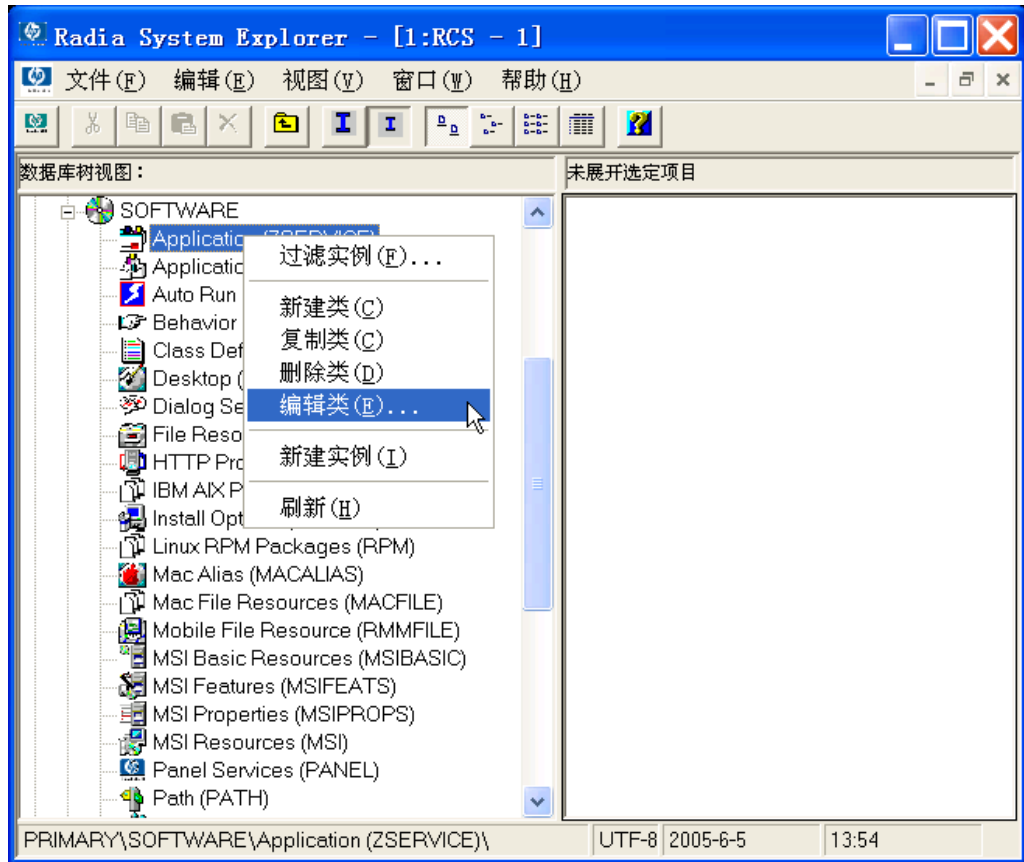 Radia System Explorer - [1:RCS - 1]
文件(F) 编辑(E) 视图(V) 窗口(W) 帮助(H)
数据库树视图：
未展开选定项目
SOFTWARE
Application (ZSERVICE)
Applicatio
Auto Run
Behavior
Class Def
Desktop (
Dialog Se
File Reso
HTTP Pro
IBM AIX P
Install Opt
Linux RPM Packages (RPM)
Mac Alias (MACALIAS)
Mac File Resources (MACFILE)
Mobile File Resource (RMMFILE)
MSI Basic Resources (MSIBASIC)
MSI Features (MSIFEATS)
MSI Properties (MSIPROPS)
MSI Resources (MSI)
Panel Services (PANEL)
Path (PATH)
过滤实例(F)...
新建类(C)
复制类(C)
删除类(D)
编辑类(E)...
新建实例(I)
刷新(H)
PRIMARY\SOFTWARE\Application (ZSERVICE)\
UTF-8 2005-6-5 13:54